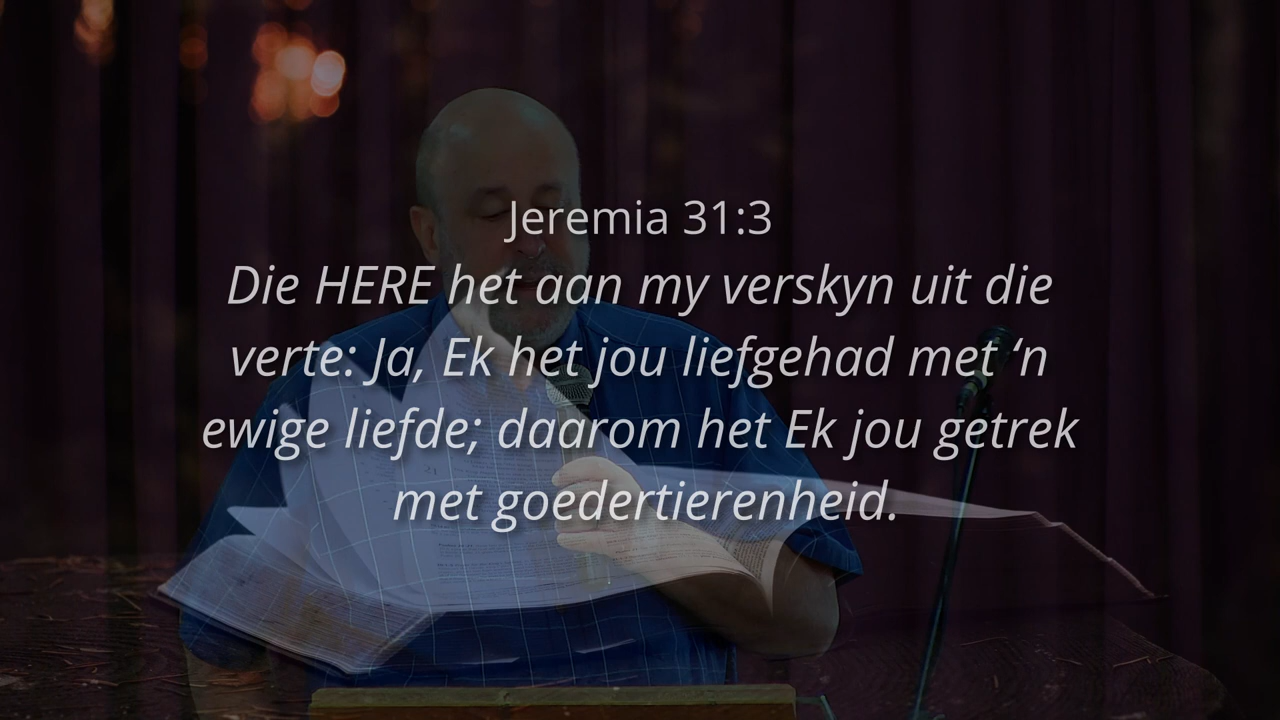 Jeremia 31:3
Die HERE het aan my verskyn uit die
verte: Ja, Ek het jou liefgehad met ‘n
ewige liefde; daarom het Ek jou getrek
met goedertierenheid.